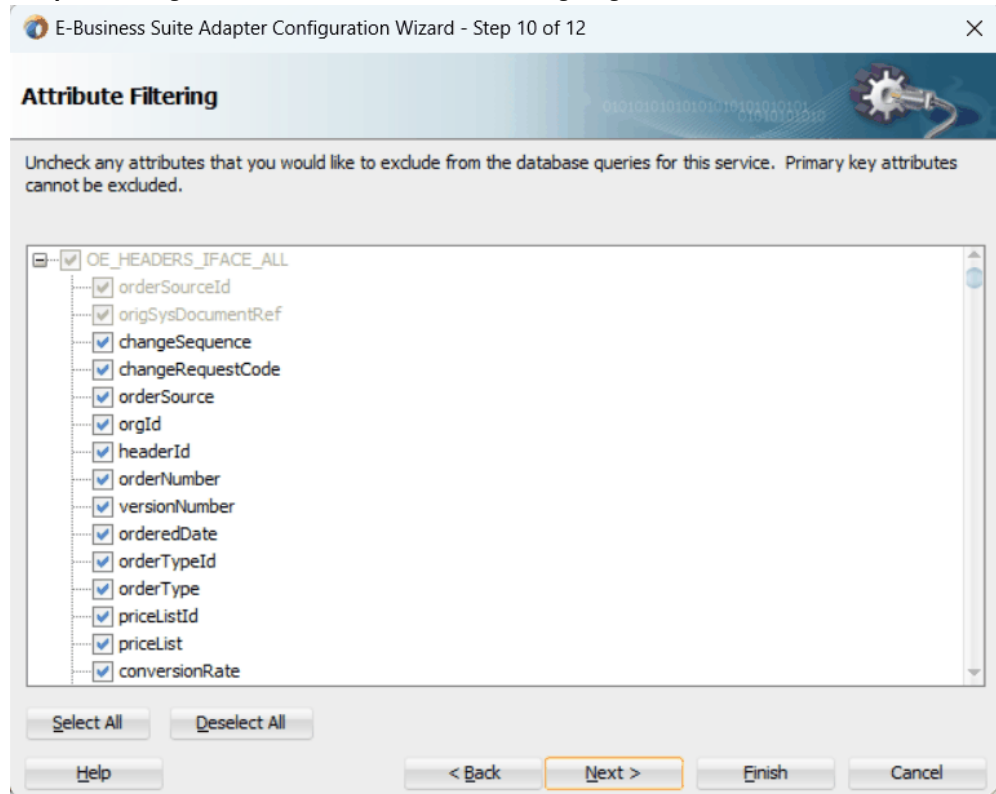 E-Business Suite Adapter Configuration Wizard - Step 10 of 12
Attribute Filtering
Uncheck any attributes that you would like to exclude from the database queries for this service. Primary key attributes
cannot be excluded.
OE_HEADERS_IFACE_ALL
orderSourceId
origSysDocumentRef
changeSequence
changeRequestCode
orderSource
orgId
headerId
orderNumber
versionNumber
orderedDate
orderTypeId
orderType
priceListId
priceList
conversionRate
Select All Deselect All
Help < Back Next > Finish Cancel